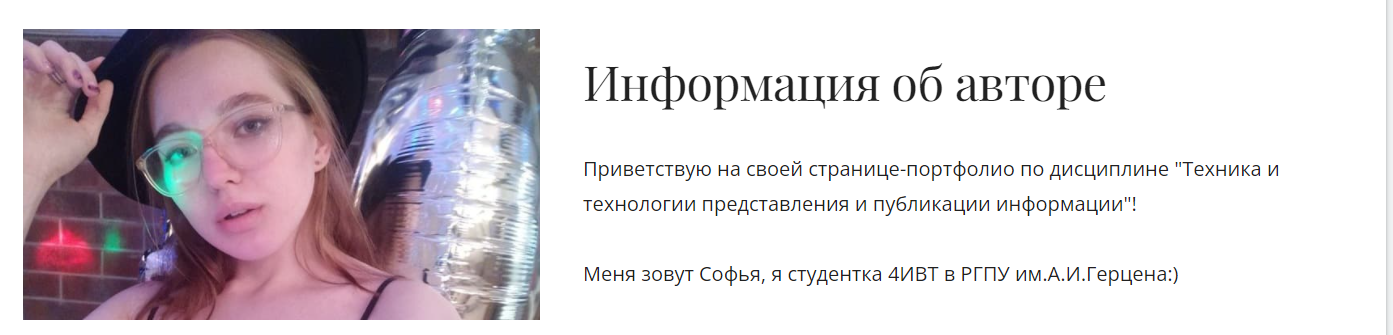 Информация об авторе
Приветствую на своей странице-портфолио по дисциплине "Техника и
технологии представления и публикации информации"!
Меня зовут Софья, я студентка 4ИВТ в РГПУ им.А.И.Герцена:)